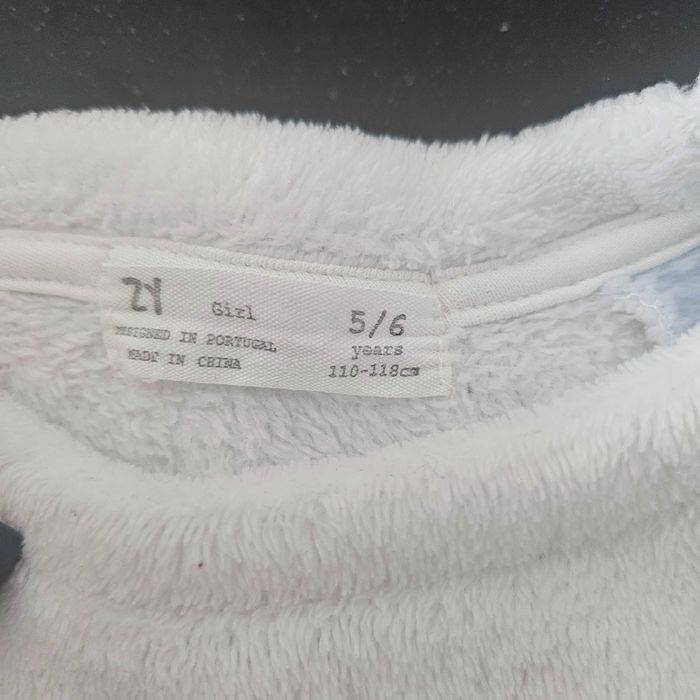 ZY Girl 5/6
DESIGNED IN PORTUGAL years
MADE IN CHINA 110-118cm